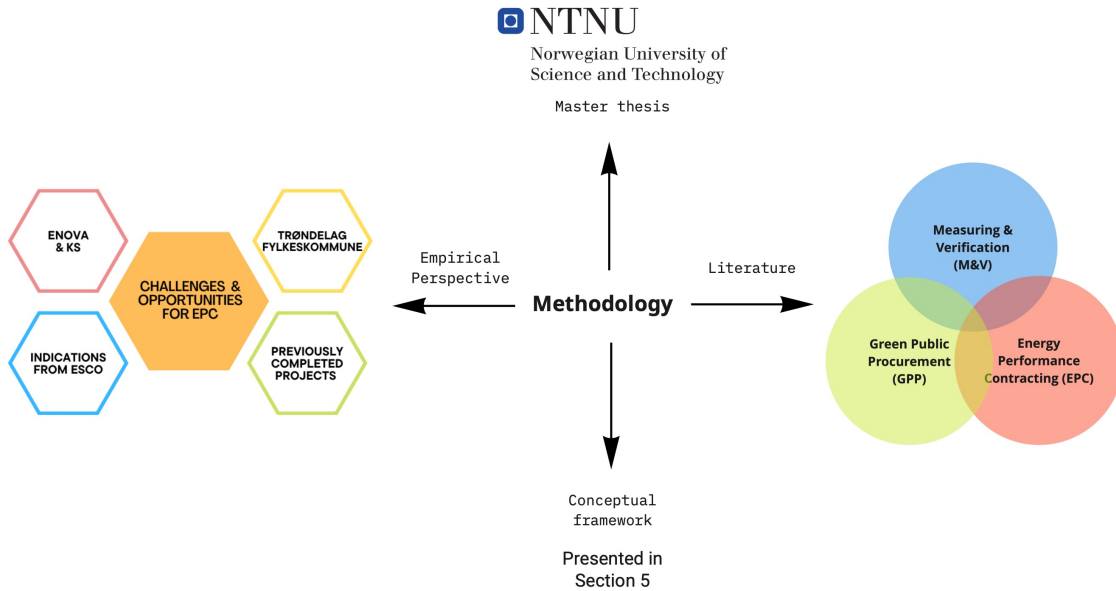 NTNU
Norwegian University of
Science and Technology
Master thesis
ENOVA
& KS
TRØNDELAG
FYLKESKOMMUNE
CHALLENGES &
OPPORTUNITIES
FOR EPC
INDICATIONS
FROM ESCO
PREVIOUSLY
COMPLETED
PROJECTS
Empirical
Perspective
Methodology
Literature
Measuring &
Verification
(M&V)
Green Public
Procurement
(GPP)
Energy
Performance
Contracting (EPC)
Conceptual
framework
Presented in
Section 5